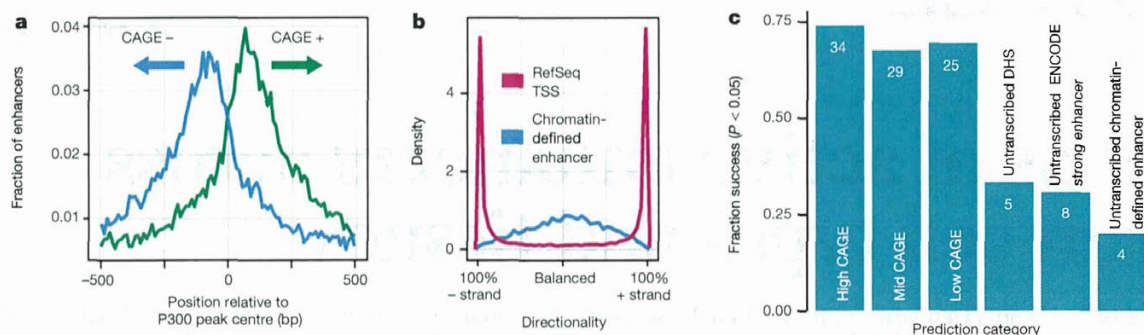 a
CAGE –
CAGE +
0.04
0.03
0.02
0.01
Fraction of enhancers
–500
0
500
Position relative to
P300 peak centre (bp)
b
RefSeq
TSS
Chromatin-
defined
enhancer
4
2
0
Density
100%
– strand
Balanced
100%
+ strand
Directionality
c
0.75
0.50
0.25
0.00
Fraction success (P < 0.05)
34
High CAGE
29
Mid CAGE
25
Low CAGE
Untranscribed DHS
5
Untranscribed ENCODE
strong enhancer
8
Untranscribed chromatin-
defined enhancer
4
Prediction category